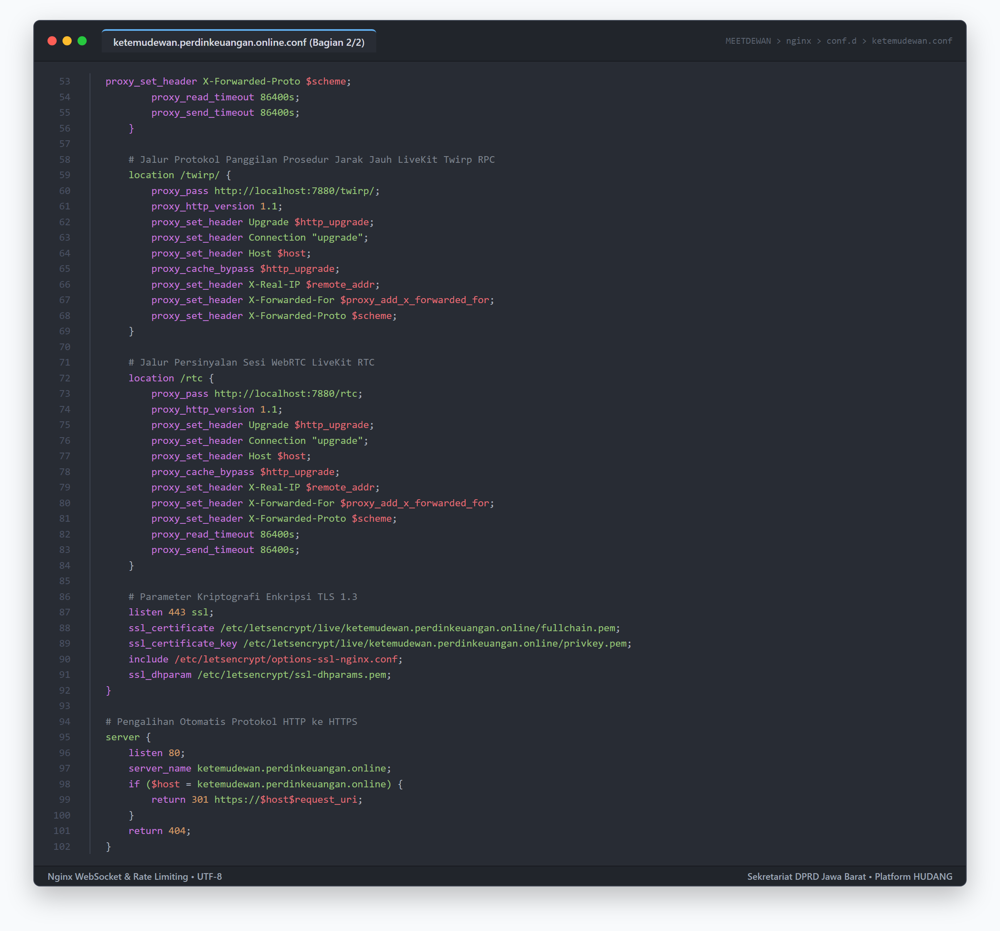 ketemudewan.perdinkeuangan.online.conf (Bagian 2/2)
MEETDEWAN > nginx > conf.d > ketemudewan.conf
53 proxy_set_header X-Forwarded-Proto $scheme;
54 proxy_read_timeout 86400s;
55 proxy_send_timeout 86400s;
56 }
57
58 # Jalur Protokol Panggilan Prosedur Jarak Jauh LiveKit Twirp RPC
59 location /twirp/ {
60 proxy_pass http://localhost:7880/twirp/;
61 proxy_http_version 1.1;
62 proxy_set_header Upgrade $http_upgrade;
63 proxy_set_header Connection "upgrade";
64 proxy_set_header Host $host;
65 proxy_cache_bypass $http_upgrade;
66 proxy_set_header X-Real-IP $remote_addr;
67 proxy_set_header X-Forwarded-For $proxy_add_x_forwarded_for;
68 proxy_set_header X-Forwarded-Proto $scheme;
69 }
70
71 # Jalur Persinyalan Sesi WebRTC LiveKit RTC
72 location /rtc {
73 proxy_pass http://localhost:7880/rtc;
74 proxy_http_version 1.1;
75 proxy_set_header Upgrade $http_upgrade;
76 proxy_set_header Connection "upgrade";
77 proxy_set_header Host $host;
78 proxy_cache_bypass $http_upgrade;
79 proxy_set_header X-Real-IP $remote_addr;
80 proxy_set_header X-Forwarded-For $proxy_add_x_forwarded_for;
81 proxy_set_header X-Forwarded-Proto $scheme;
82 proxy_read_timeout 86400s;
83 proxy_send_timeout 86400s;
84 }
85
86 # Parameter Kriptografi Enkripsi TLS 1.3
87 listen 443 ssl;
88 ssl_certificate /etc/letsencrypt/live/ketemudewan.perdinkeuangan.online/fullchain.pem;
89 ssl_certificate_key /etc/letsencrypt/live/ketemudewan.perdinkeuangan.online/privkey.pem;
90 include /etc/letsencrypt/options-ssl-nginx.conf;
91 ssl_dhparam /etc/letsencrypt/ssl-dhparams.pem;
92 }
93
94 # Pengalihan Otomatis Protokol HTTP ke HTTPS
95 server {
96 listen 80;
97 server_name ketemudewan.perdinkeuangan.online;
98 if ($host = ketemudewan.perdinkeuangan.online) {
99 return 301 https://$host$request_uri;
100 }
101 return 404;
102 }
Nginx WebSocket & Rate Limiting • UTF-8
Sekretariat DPRD Jawa Barat • Platform HUDANG